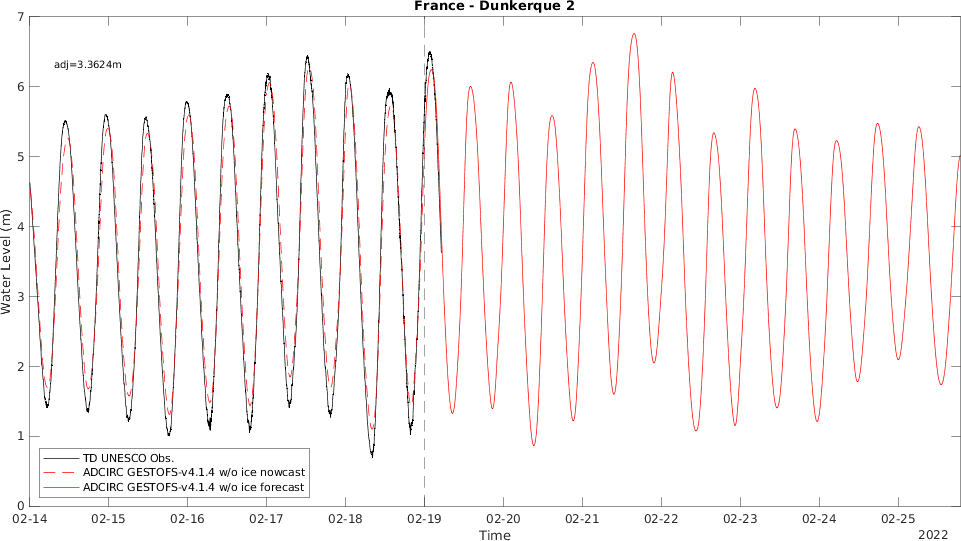 France - Dunkerque 2
7
adj=3.3624m
6
5
4
3
2
1
0
Water Level (m)
TD UNESCO Obs.
ADCIRC GESTOFS-v4.1.4 w/o ice nowcast
ADCIRC GESTOFS-v4.1.4 w/o ice forecast
02-14 02-15 02-16 02-17 02-18 02-19 02-20 02-21 02-22 02-23 02-24 02-25
Time
2022